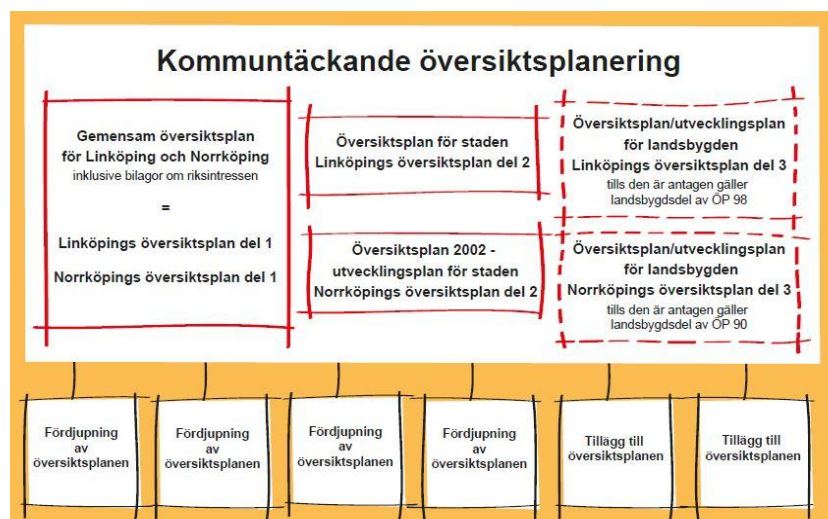 Kommuntäckande översiktsplanering
Gemensam översiktsplan
för Linköping och Norrköping
inklusive bilagor om riksintressen
=
Linköpings översiktsplan del 1
Norrköpings översiktsplan del 1
Översiktsplan för staden
Linköpings översiktsplan del 2
Översiktsplan 2002 -
utvecklingsplan för staden
Norrköpings översiktsplan del 2
Översiktsplan/utvecklingsplan
för landsbygden
Linköpings översiktsplan del 3
tills den är antagen gäller
landsbygdsdel av ÖP 98
Översiktsplan/utvecklingsplan
för landsbygden
Norrköpings översiktsplan del 3
tills den är antagen gäller
landsbygdsdel av ÖP 90
Fördjupning
av
översiktsplanen
Fördjupning
av
översiktsplanen
Fördjupning
av
översiktsplanen
Fördjupning
av
översiktsplanen
Tillägg till
översiktsplanen
Tillägg till
översiktsplanen